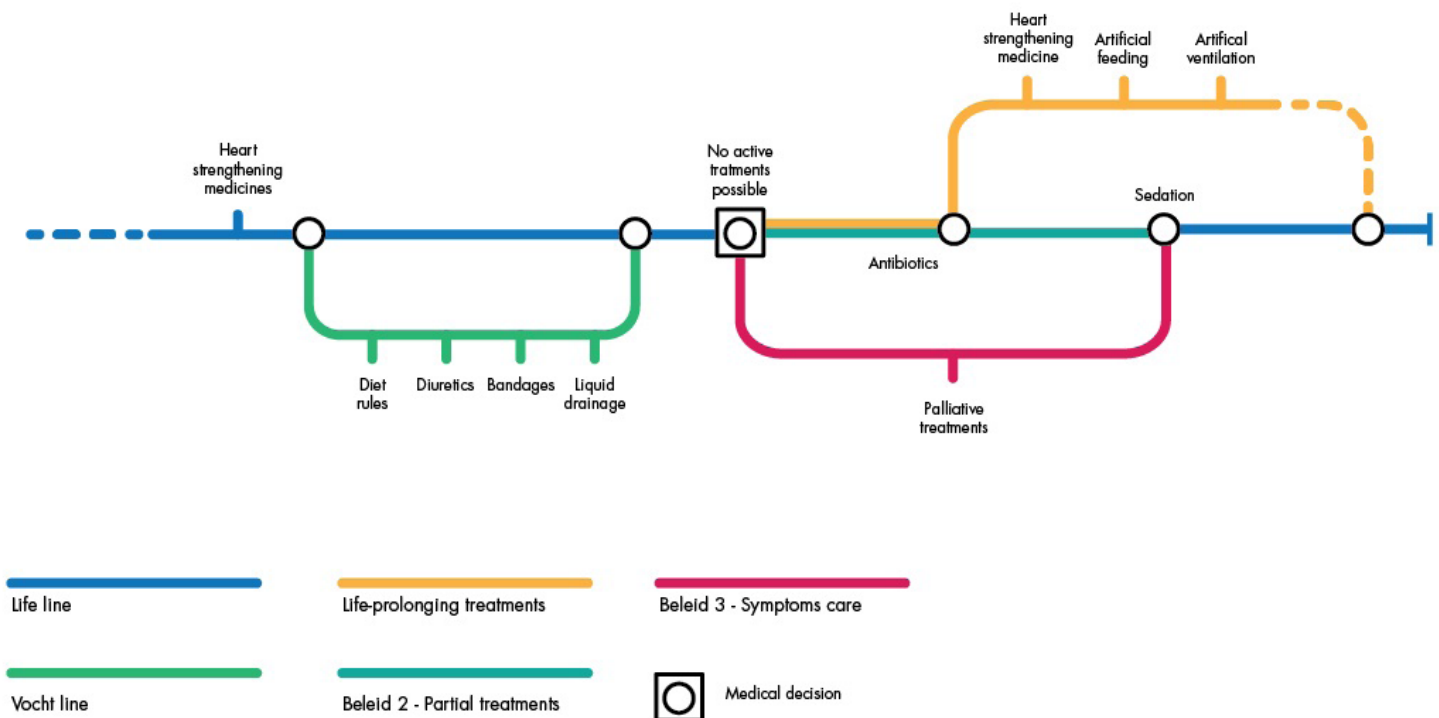 Heart
strengthening
medicine
Artificial
feeding
Artifical
ventilation
Heart
strengthening
medicines
No active
tratments
possible
Sedation
Antibiotics
Diet
rules
Diuretics
Bandages
Liquid
drainage
Palliative
treatments
Life line
Life-prolonging treatments
Beleid 3 - Symptoms care
Vocht line
Beleid 2 - Partial treatments
Medical decision